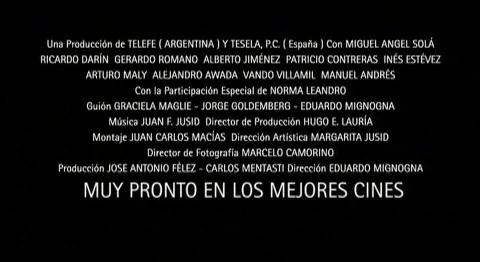 Una Producción de TELEFE ( ARGENTINA ) Y TESELA, P.C. ( España ) Con MIGUEL ANGEL SOLÁ
RICARDO DARÍN GERARDO ROMANO ALBERTO JIMÉNEZ PATRICIO CONTRERAS INÉS ESTÉVEZ
ARTURO MALY ALEJANDRO AWADA VANDO VILLAMIL MANUEL ANDRÉS
Con la Participación Especial de NORMA LEANDRO
Guión GRACIELA MAGLIE - JORGE GOLDEMBERG - EDUARDO MIGNOGNA
Música JUAN F. JUSID Director de Producción HUGO E. LAURÍA
Montaje JUAN CARLOS MACÍAS Dirección Artística MARGARITA JUSID
Director de Fotografía MARCELO CAMORINO
Producción JOSE ANTONIO FÉLEZ - CARLOS MENTASTI Dirección EDUARDO MIGNOGNA
MUY PRONTO EN LOS MEJORES CINES